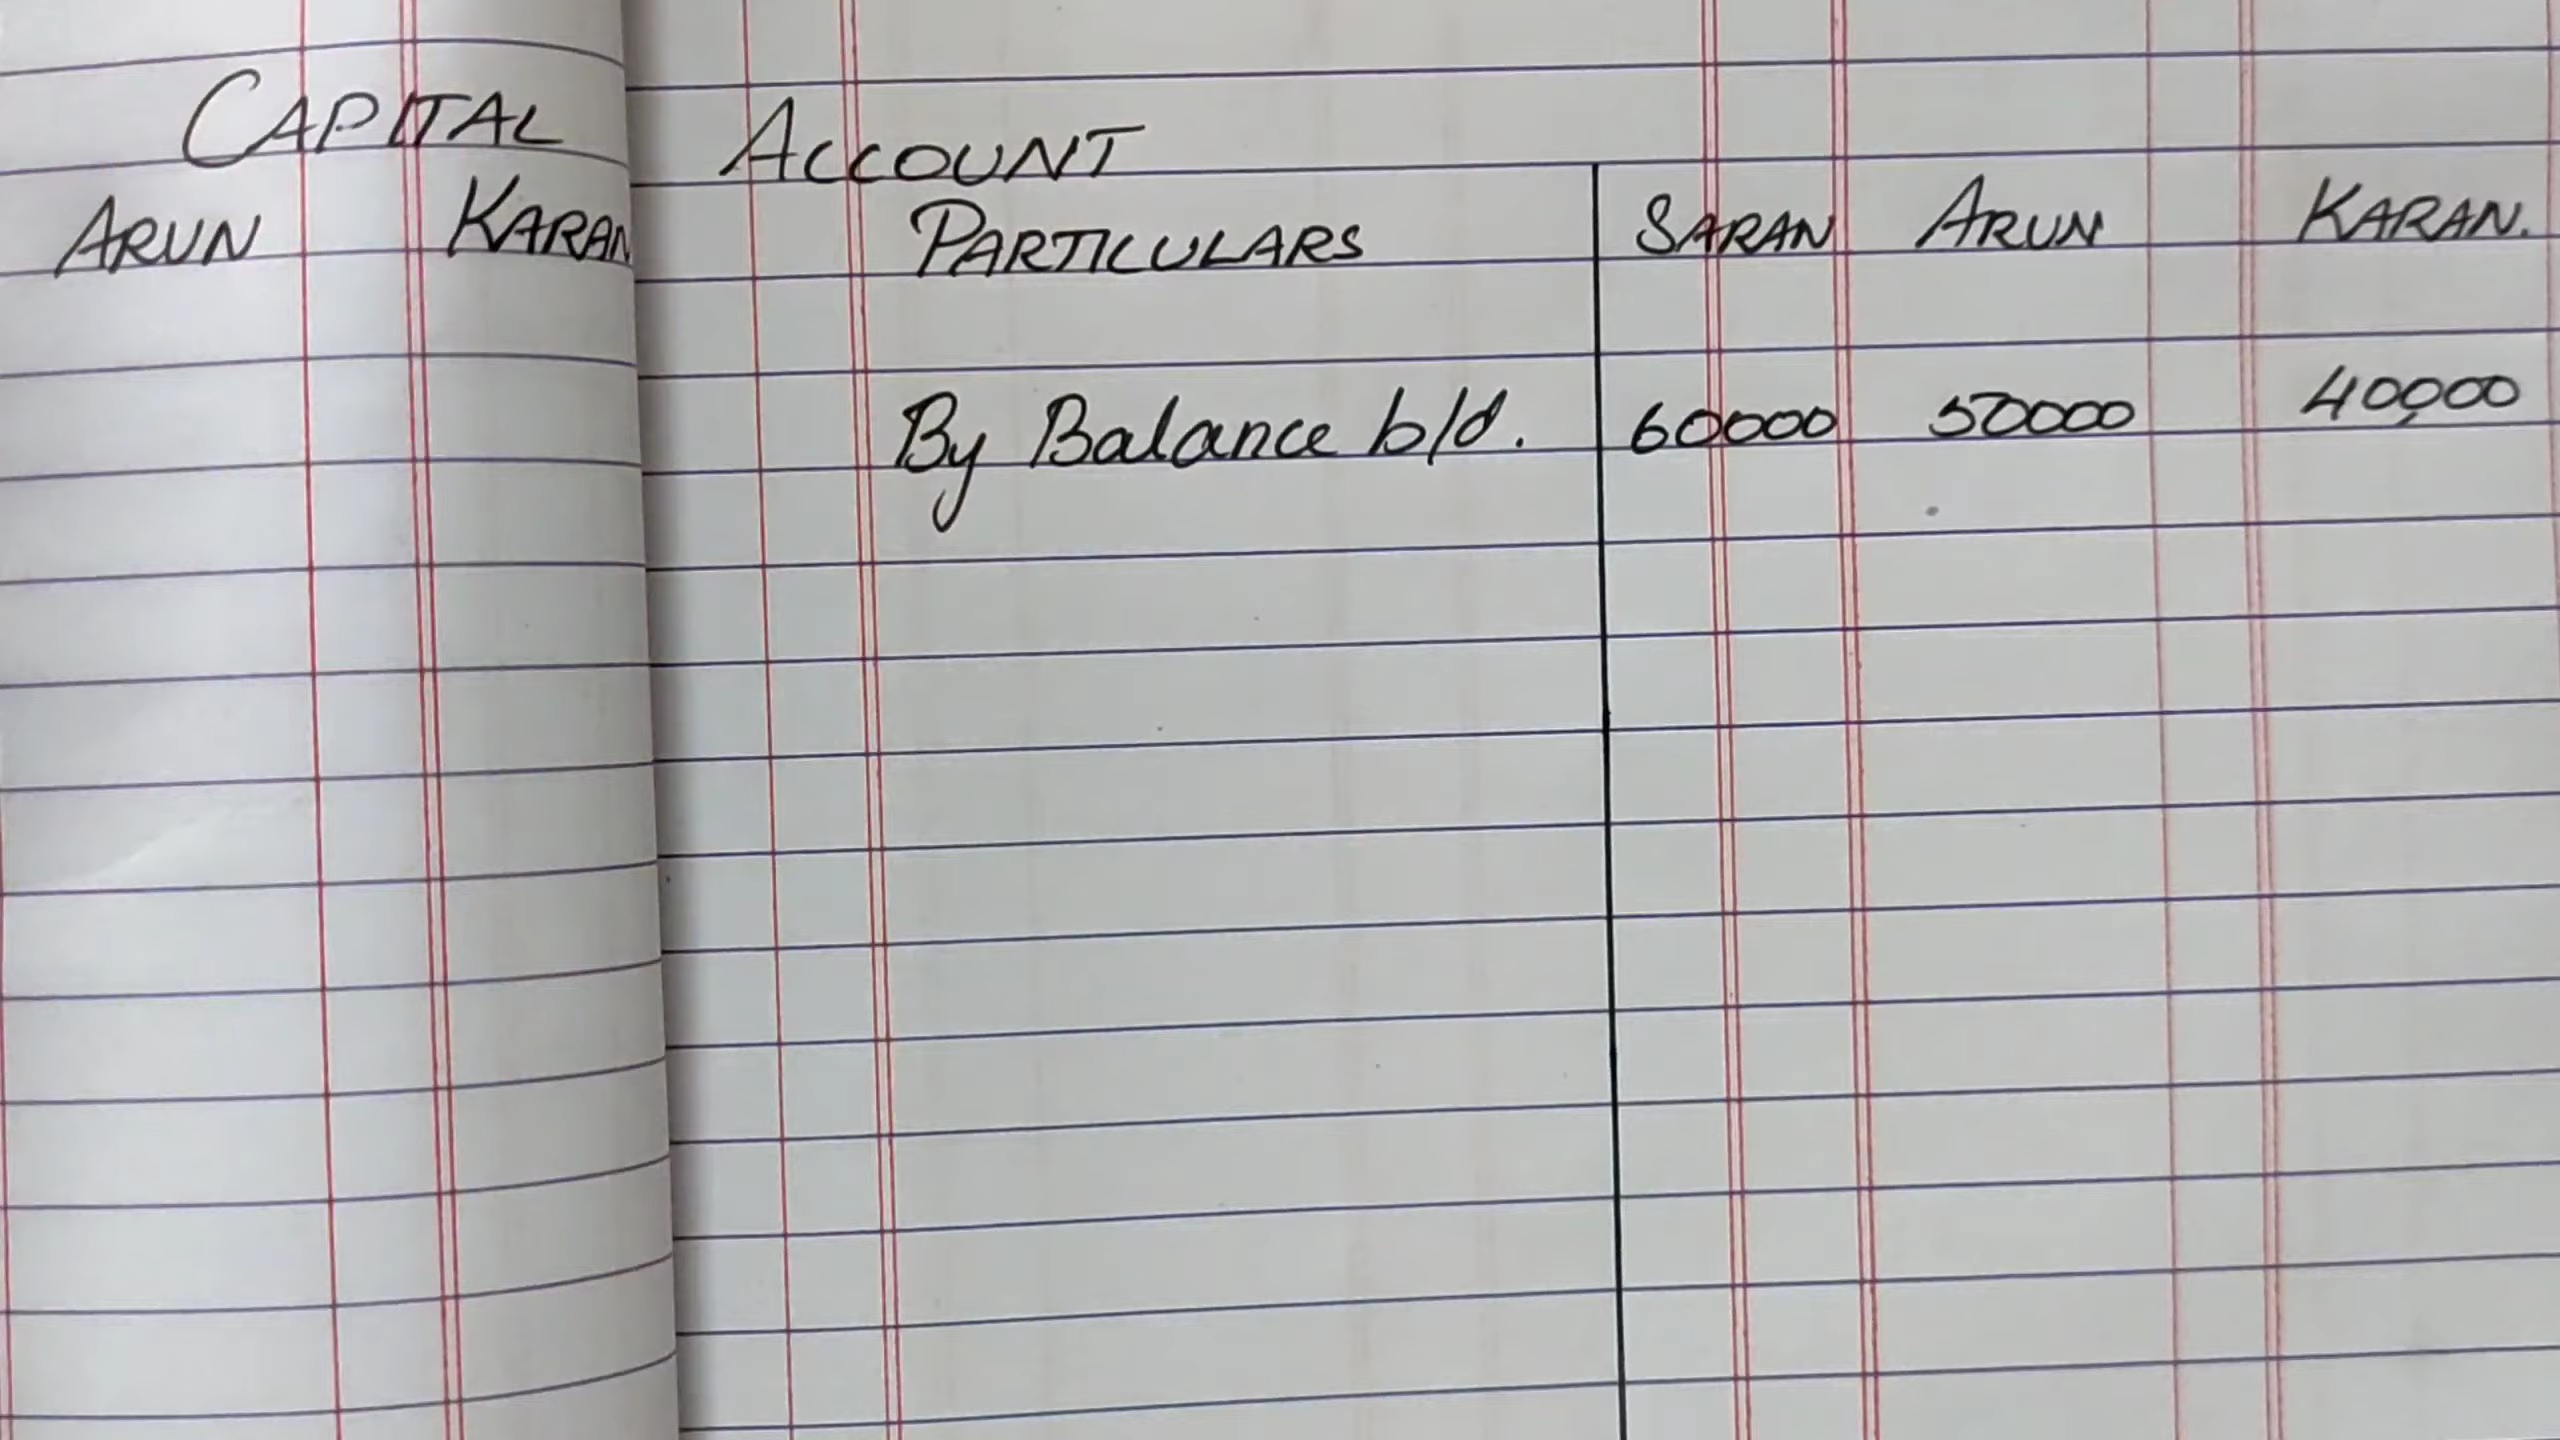 CAPITAL ACCOUNT
ARUN KARAN PARTICULARS SARAN ARUN KARAN.
By Balance b/d. 60000 50000 40000